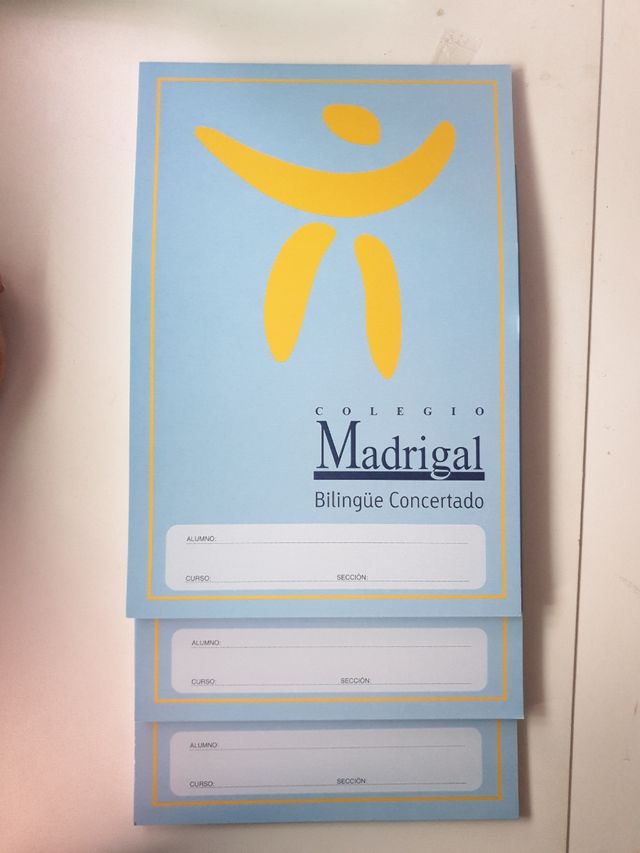 COLEGIO
Madrigal
Bilingüe Concertado
ALUMNO:
CURSO: SECCIÓN:
ALUMNO:
CURSO: SECCIÓN:
ALUMNO:
CURSO: SECCIÓN: